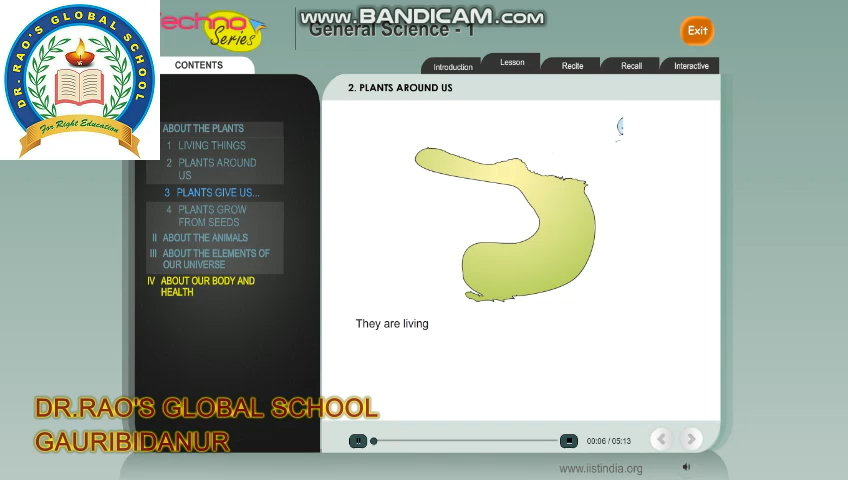 www.BANDICAM.com
DR.RAO'S GLOBAL SCHOOL
For Right Education
Techno
Series
General Science - 1
Exit
CONTENTS
Introduction
Lesson
Recite
Recall
Interactive
2. PLANTS AROUND US
ABOUT THE PLANTS
1 LIVING THINGS
2 PLANTS AROUND
US
3 PLANTS GIVE US...
4 PLANTS GROW
FROM SEEDS
II ABOUT THE ANIMALS
III ABOUT THE ELEMENTS OF
OUR UNIVERSE
IV ABOUT OUR BODY AND
HEALTH
They are living
DR.RAO'S GLOBAL SCHOOL
GAURIBIDANUR
00:06 / 05:13
www.iistindia.org